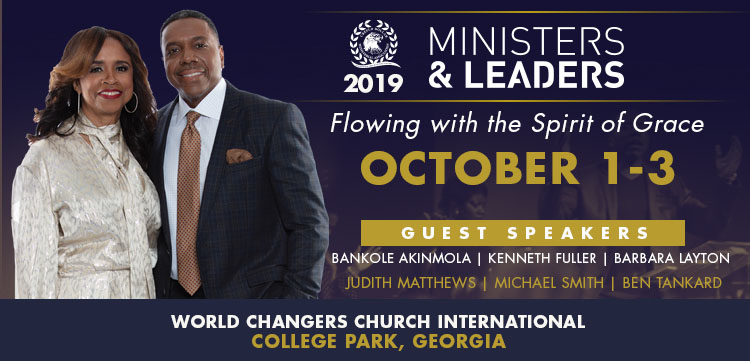 2019
MINISTERS
& LEADERS
Flowing with the Spirit of Grace
OCTOBER 1-3
GUEST SPEAKERS
BANKOLE AKINMOLA | KENNETH FULLER | BARBARA LAYTON
JUDITH MATTHEWS | MICHAEL SMITH | BEN TANKARD
WORLD CHANGERS CHURCH INTERNATIONAL
COLLEGE PARK, GEORGIA